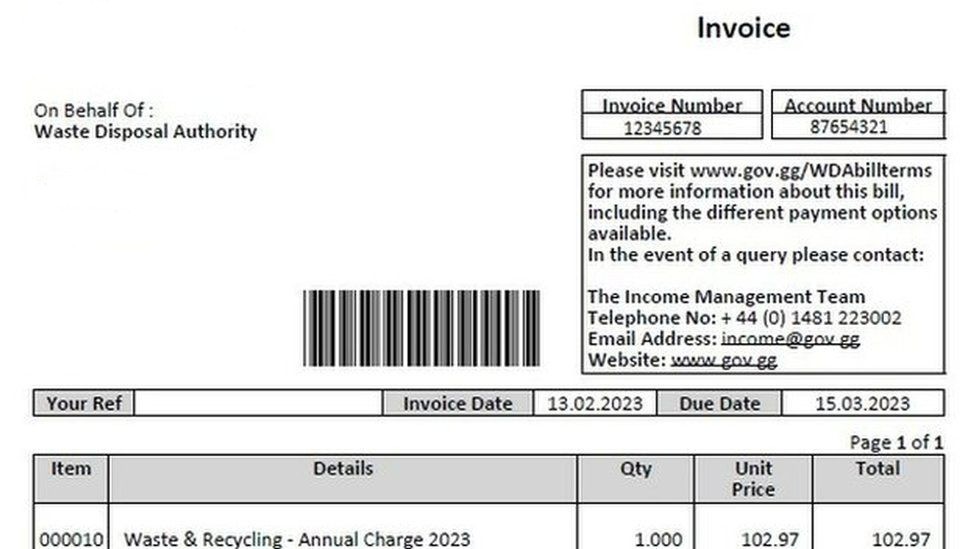 Invoice
On Behalf Of :
Waste Disposal Authority
Invoice Number
12345678
Account Number
87654321
Please visit www.gov.gg/WDAbillterms
for more information about this bill,
including the different payment options
available.
In the event of a query please contact:
The Income Management Team
Telephone No: + 44 (0) 1481 223002
Email Address: income@gov.gg
Website: www.gov.gg
Your Ref Invoice Date 13.02.2023 Due Date 15.03.2023
Page 1 of 1
Item Details Qty Unit Price Total
000010 Waste & Recycling - Annual Charge 2023 1.000 102.97 102.97